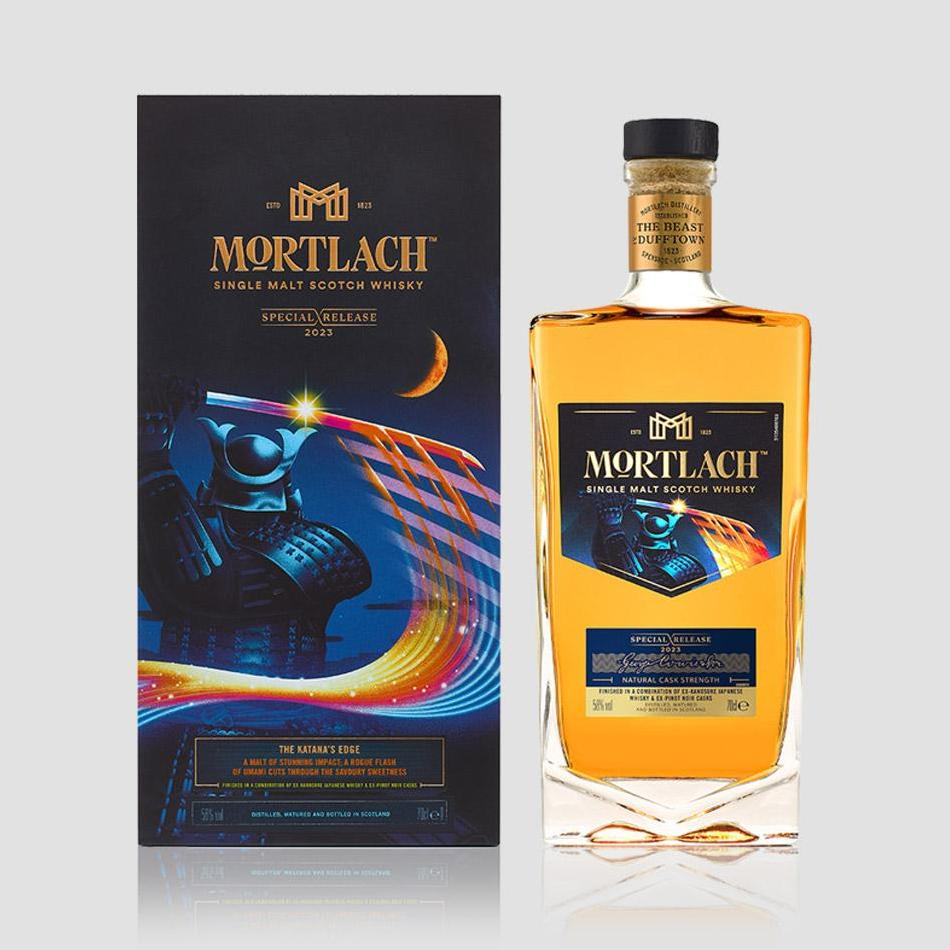 ESTD 1823
MORTLACH™
SINGLE MALT SCOTCH WHISKY
SPECIAL RELEASE
2023
THE KATANA'S EDGE
A MALT OF STUNNING IMPACT; A ROGUE FLASH
OF UMAMI CUTS THROUGH THE SAVOURY SWEETNESS
FINISHED IN A COMBINATION OF EX-KANOSUKE JAPANESE WHISKY & EX-PINOT NOIR CASKS
58% vol DISTILLED, MATURED AND BOTTLED IN SCOTLAND 70cl e
MORTLACH DISTILLERY
ESTABLISHED
THE BEAST
OF DUFFTOWN
1823
SPEYSIDE - SCOTLAND
ESTD 1823
MORTLACH™
SINGLE MALT SCOTCH WHISKY
SPECIAL RELEASE
2023
NATURAL CASK STRENGTH
FINISHED IN A COMBINATION OF EX-KANOSUKE JAPANESE
WHISKY & EX-PINOT NOIR CASKS
58% vol DISTILLED, MATURED 70cl e
AND BOTTLED IN SCOTLAND